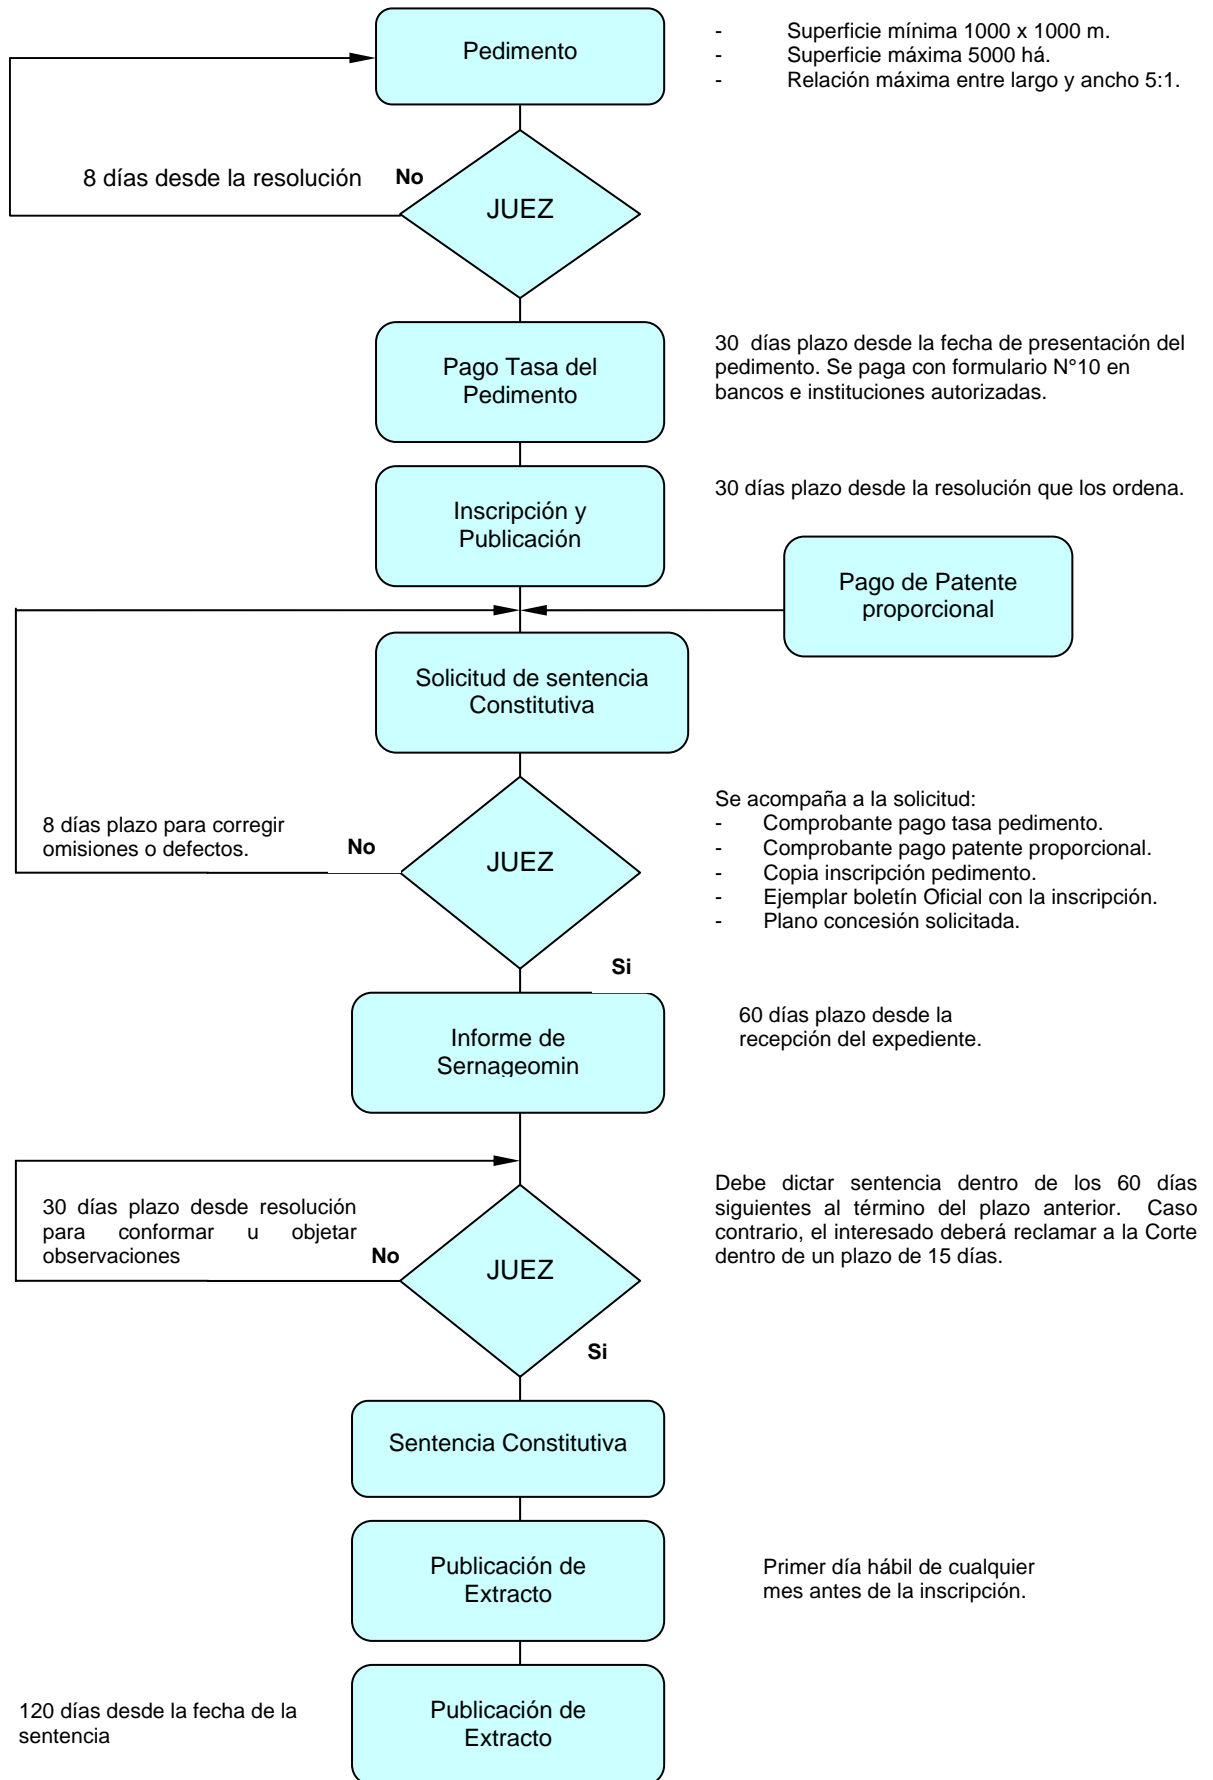 Pedimento
- Superficie mínima 1000 x 1000 m.
- Superficie máxima 5000 há.
- Relación máxima entre largo y ancho 5:1.
8 días desde la resolución
No
JUEZ
Pago Tasa del
Pedimento
30 días plazo desde la fecha de presentación del
pedimento. Se paga con formulario N°10 en
bancos e instituciones autorizadas.
Inscripción y
Publicación
30 días plazo desde la resolución que los ordena.
Pago de Patente
proporcional
Solicitud de sentencia
Constitutiva
8 días plazo para corregir
omisiones o defectos.
No
JUEZ
Se acompaña a la solicitud:
- Comprobante pago tasa pedimento.
- Comprobante pago patente proporcional.
- Copia inscripción pedimento.
- Ejemplar boletín Oficial con la inscripción.
- Plano concesión solicitada.
Si
Informe de
Sernageomin
60 días plazo desde la
recepción del expediente.
30 días plazo desde resolución
para conformar u objetar
observaciones
No
JUEZ
Debe dictar sentencia dentro de los 60 días
siguientes al término del plazo anterior. Caso
contrario, el interesado deberá reclamar a la Corte
dentro de un plazo de 15 días.
Si
Sentencia Constitutiva
Publicación de
Extracto
Primer día hábil de cualquier
mes antes de la inscripción.
120 días desde la fecha de la
sentencia
Publicación de
Extracto